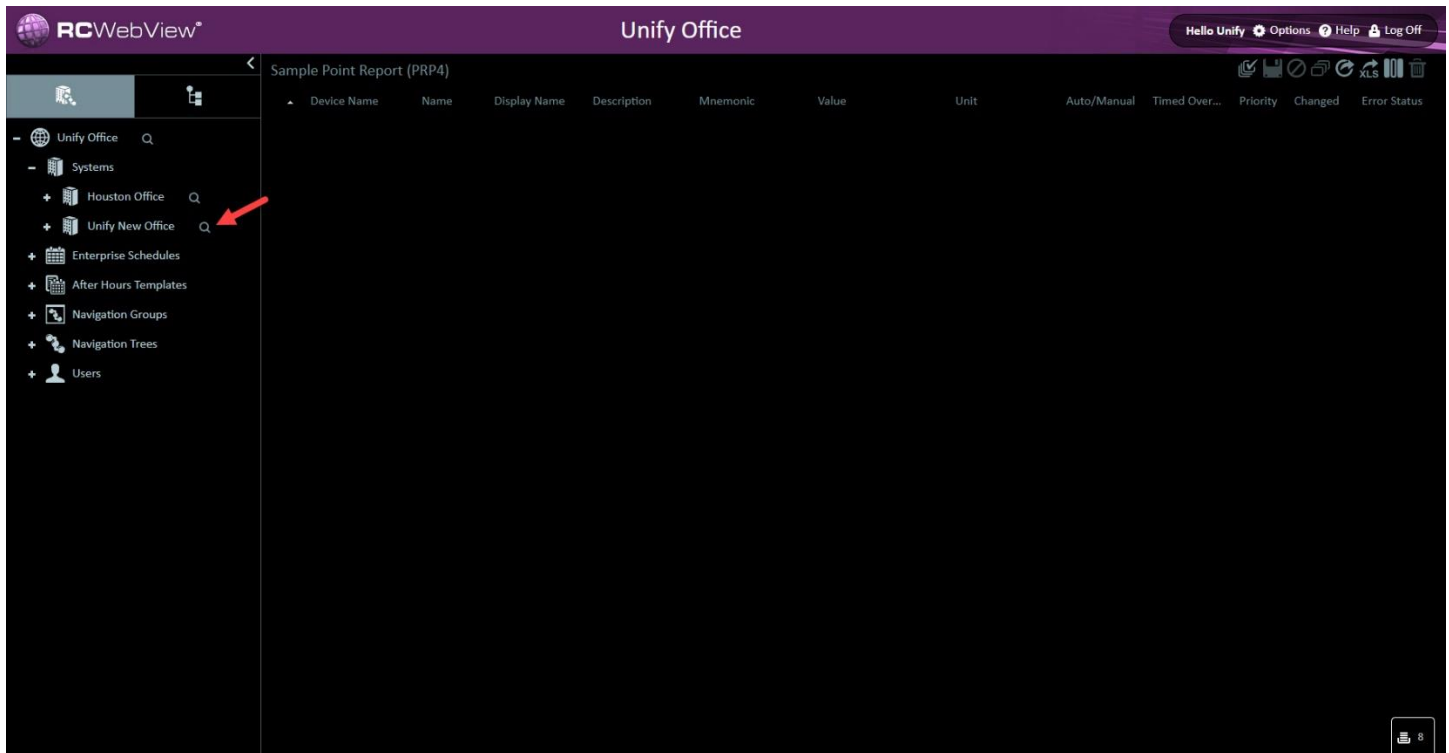 RCWebView®
Unify Office
Hello Unify Options Help Log Off
Sample Point Report (PRP4)
XLS
Device Name Name Display Name Description Mnemonic Value Unit Auto/Manual Timed Over... Priority Changed Error Status
Unify Office
Systems
Houston Office
Unify New Office
Enterprise Schedules
After Hours Templates
Navigation Groups
Navigation Trees
Users
8